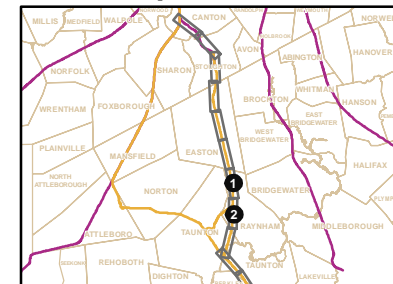 CANTON
MILLIS
MEDFIELD
WALPOLE
NORWELL
AVON
HOLBROOK
STOUGHTON
ABINGTON
HANOVER
SHARON
NORFOLK
WHITMAN
HANSON
FOXBOROUGH
BROCKTON
WRENTHAM
EAST
BRIDGEWATER
WEST
BRIDGEWATER
PLAINVILLE
EASTON
MANSFIELD
HALIFAX
NORTH
ATTLEBOROUGH
1
BRIDGEWATER
NORTON
2
RAYNHAM
MIDDLEBOROUGH
TAUNTON
ATTLEBORO
REHOBOTH
TAUNTON
DIGHTON
LAKEVILLE